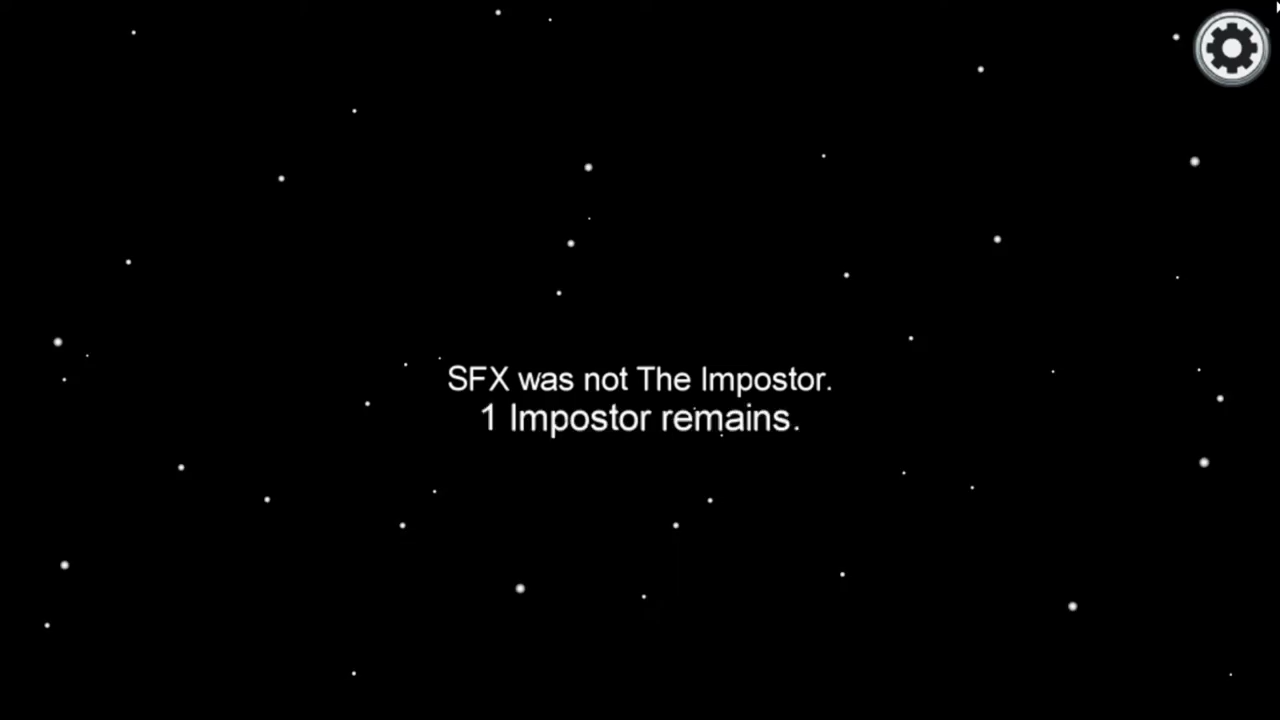 SFX was not The Impostor.
1 Impostor remains.